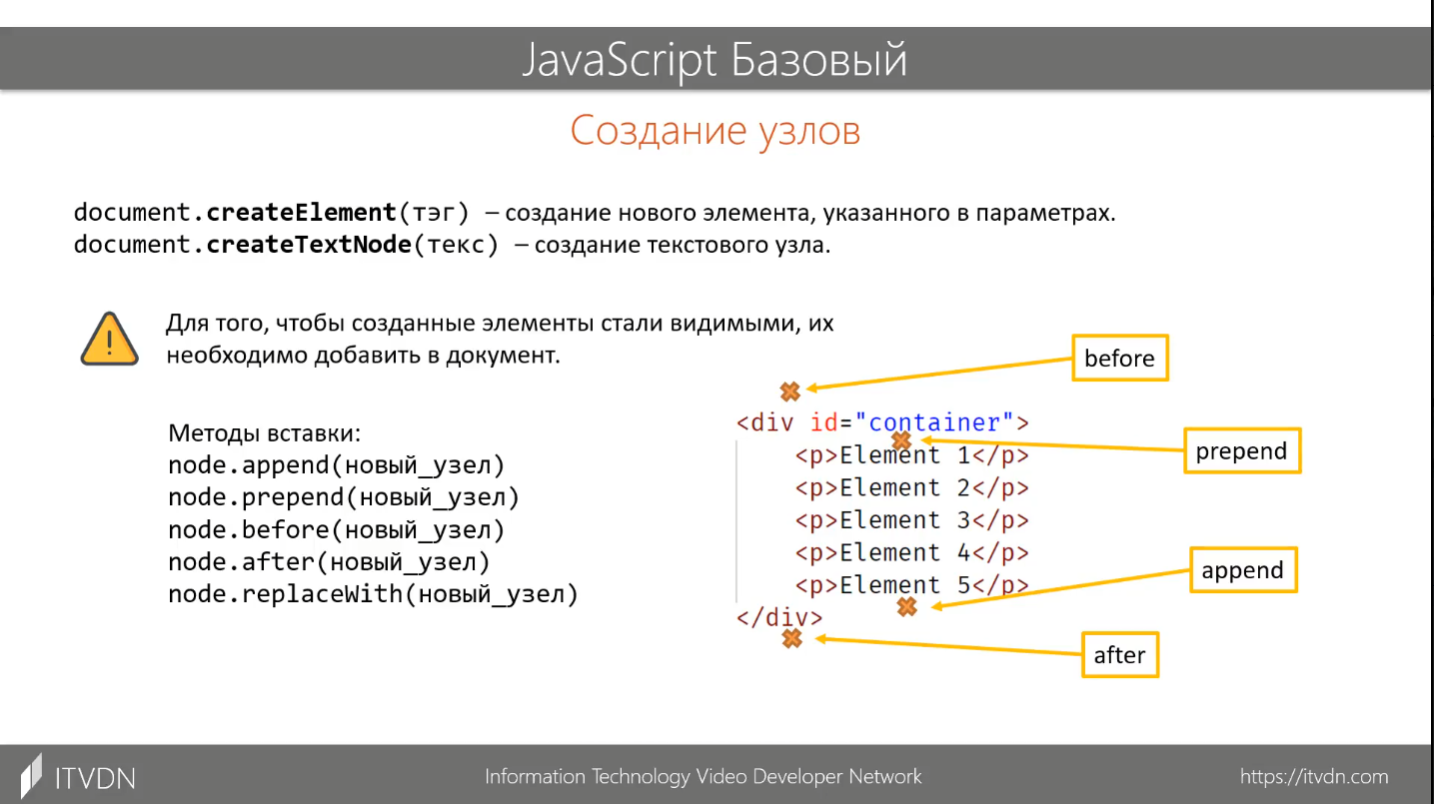 JavaScript Базовый
Создание узлов
document.createElement(тэг) – создание нового элемента, указанного в параметрах.
document.createTextNode(текс) – создание текстового узла.
Для того, чтобы созданные элементы стали видимыми, их
необходимо добавить в документ.
Методы вставки:
node.append(новый_узел)
node.prepend(новый_узел)
node.before(новый_узел)
node.after(новый_узел)
node.replaceWith(новый_узел)
before
<div id="container">
prepend
<p>Element 1</p>
<p>Element 2</p>
<p>Element 3</p>
<p>Element 4</p>
<p>Element 5</p>
append
</div>
after
ITVDN
Information Technology Video Developer Network
https://itvdn.com